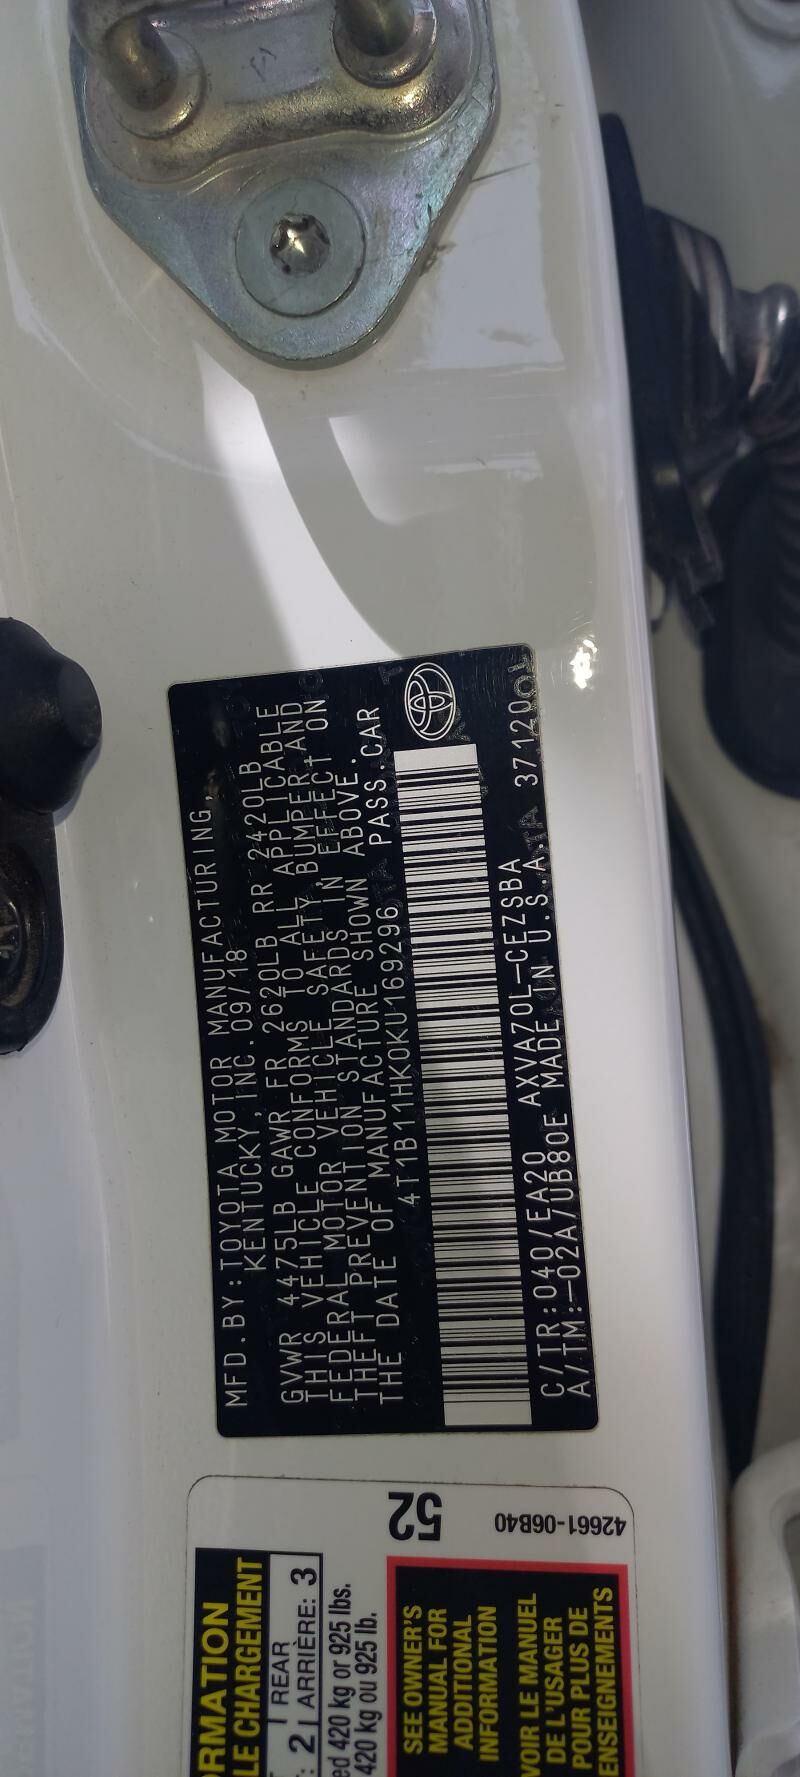 MFD.BY:TOYOTA MOTOR MANUFACTURING,
KENTUCKY, INC. 09/18
GVWR 4475LB GAWR FR 2620LB RR 2420LB
THIS VEHICLE CONFORMS TO ALL APPLICABLE
FEDERAL MOTOR VEHICLE SAFETY, BUMPER, AND
THEFT PREVENTION STANDARDS IN EFFECT ON
THE DATE OF MANUFACTURE SHOWN ABOVE.
4T1B11HK0KU169296 PASS.CAR
C/TR:040/EA20 AXVA70L-CEZSBA
A/TM:-02A/UB80E MADE IN U.S.A. 37120
52
42661-06B40
RMATION
LE CHARGEMENT
REAR
: 2 ARRIÈRE: 3
ed 420 kg or 925 lbs.
420 kg ou 925 lb.
SEE OWNER'S
MANUAL FOR
ADDITIONAL
INFORMATION
VOIR LE MANUEL
DE L'USAGER
POUR PLUS DE
ENSEIGNEMENTS